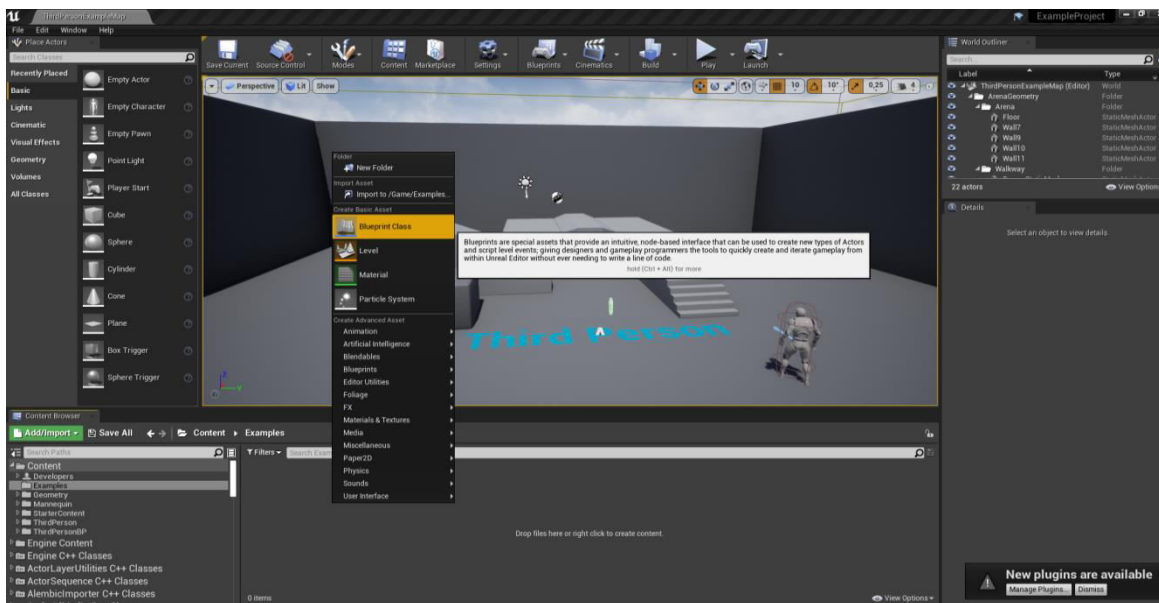 ThirdPersonExampleMap
ExampleProject
File Edit Window Help
Place Actors
Search Classes
Recently Placed
Basic
Lights
Cinematic
Visual Effects
Geometry
Volumes
All Classes
Empty Actor
Empty Character
Empty Pawn
Point Light
Player Start
Cube
Sphere
Cylinder
Cone
Plane
Box Trigger
Sphere Trigger
Save Current Source Control Modes Content Marketplace Settings Blueprints Cinematics Build Play Launch
Perspective Lit Show
10 10° 0,25 4
Third Person
Folder
New Folder
Import Asset
Import to /Game/Examples...
Create Basic Asset
Blueprint Class
Level
Material
Particle System
Create Advanced Asset
Animation
Artificial Intelligence
Blendables
Blueprints
Editor Utilities
Foliage
FX
Materials & Textures
Media
Miscellaneous
Paper2D
Physics
Sounds
User Interface
Blueprints are special assets that provide an intuitive, node-based interface that can be used to create new types of Actors
and script level events; giving designers and gameplay programmers the tools to quickly create and iterate gameplay from
within Unreal Editor without ever needing to write a line of code.
hold (Ctrl + Alt) for more
World Outliner
Search...
Label Type
ThirdPersonExampleMap (Editor) World
ArenaGeometry Folder
Arena Folder
Floor StaticMeshActor
Wall7 StaticMeshActor
Wall9 StaticMeshActor
Wall10 StaticMeshActor
Wall11 StaticMeshActor
Walkway Folder
22 actors View Option
Details
Select an object to view details.
Content Browser
Add/Import Save All Content Examples
Search Paths
Filters Search Exam
Content
Developers
Examples
Geometry
Mannequin
StarterContent
ThirdPerson
ThirdPersonBP
Engine Content
Engine C++ Classes
ActorLayerUtilities C++ Classes
ActorSequence C++ Classes
AlembicImporter C++ Classes
Drop files here or right click to create content.
0 items View Options
New plugins are available
Manage Plugins... Dismiss